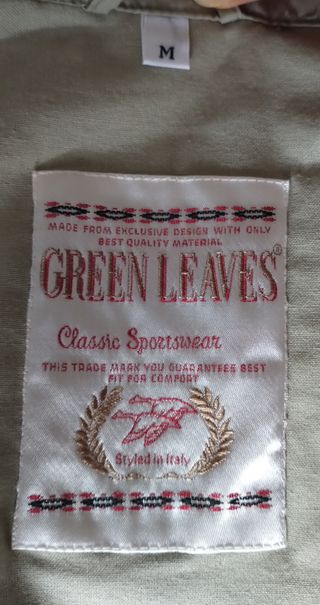 M
MADE FROM EXCLUSIVE DESIGN WITH ONLY
BEST QUALITY MATERIAL
GREEN LEAVES®
Classic Sportswear
THIS TRADE MARK YOU GUARANTEES BEST
FIT FOR COMFORT
Styled in Italy